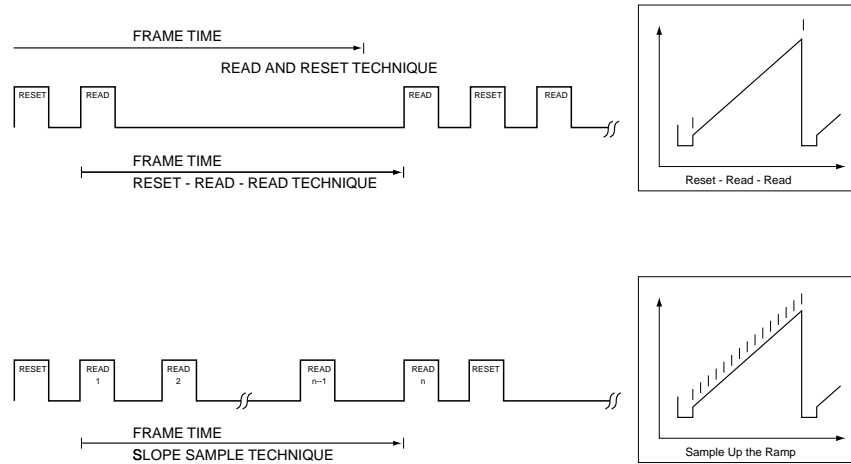 FRAME TIME
READ AND RESET TECHNIQUE
RESET
READ
READ
RESET
READ
FRAME TIME
RESET - READ - READ TECHNIQUE
Reset - Read - Read
RESET
READ
1
READ
2
READ
n--1
READ
n
RESET
FRAME TIME
SLOPE SAMPLE TECHNIQUE
Sample Up the Ramp